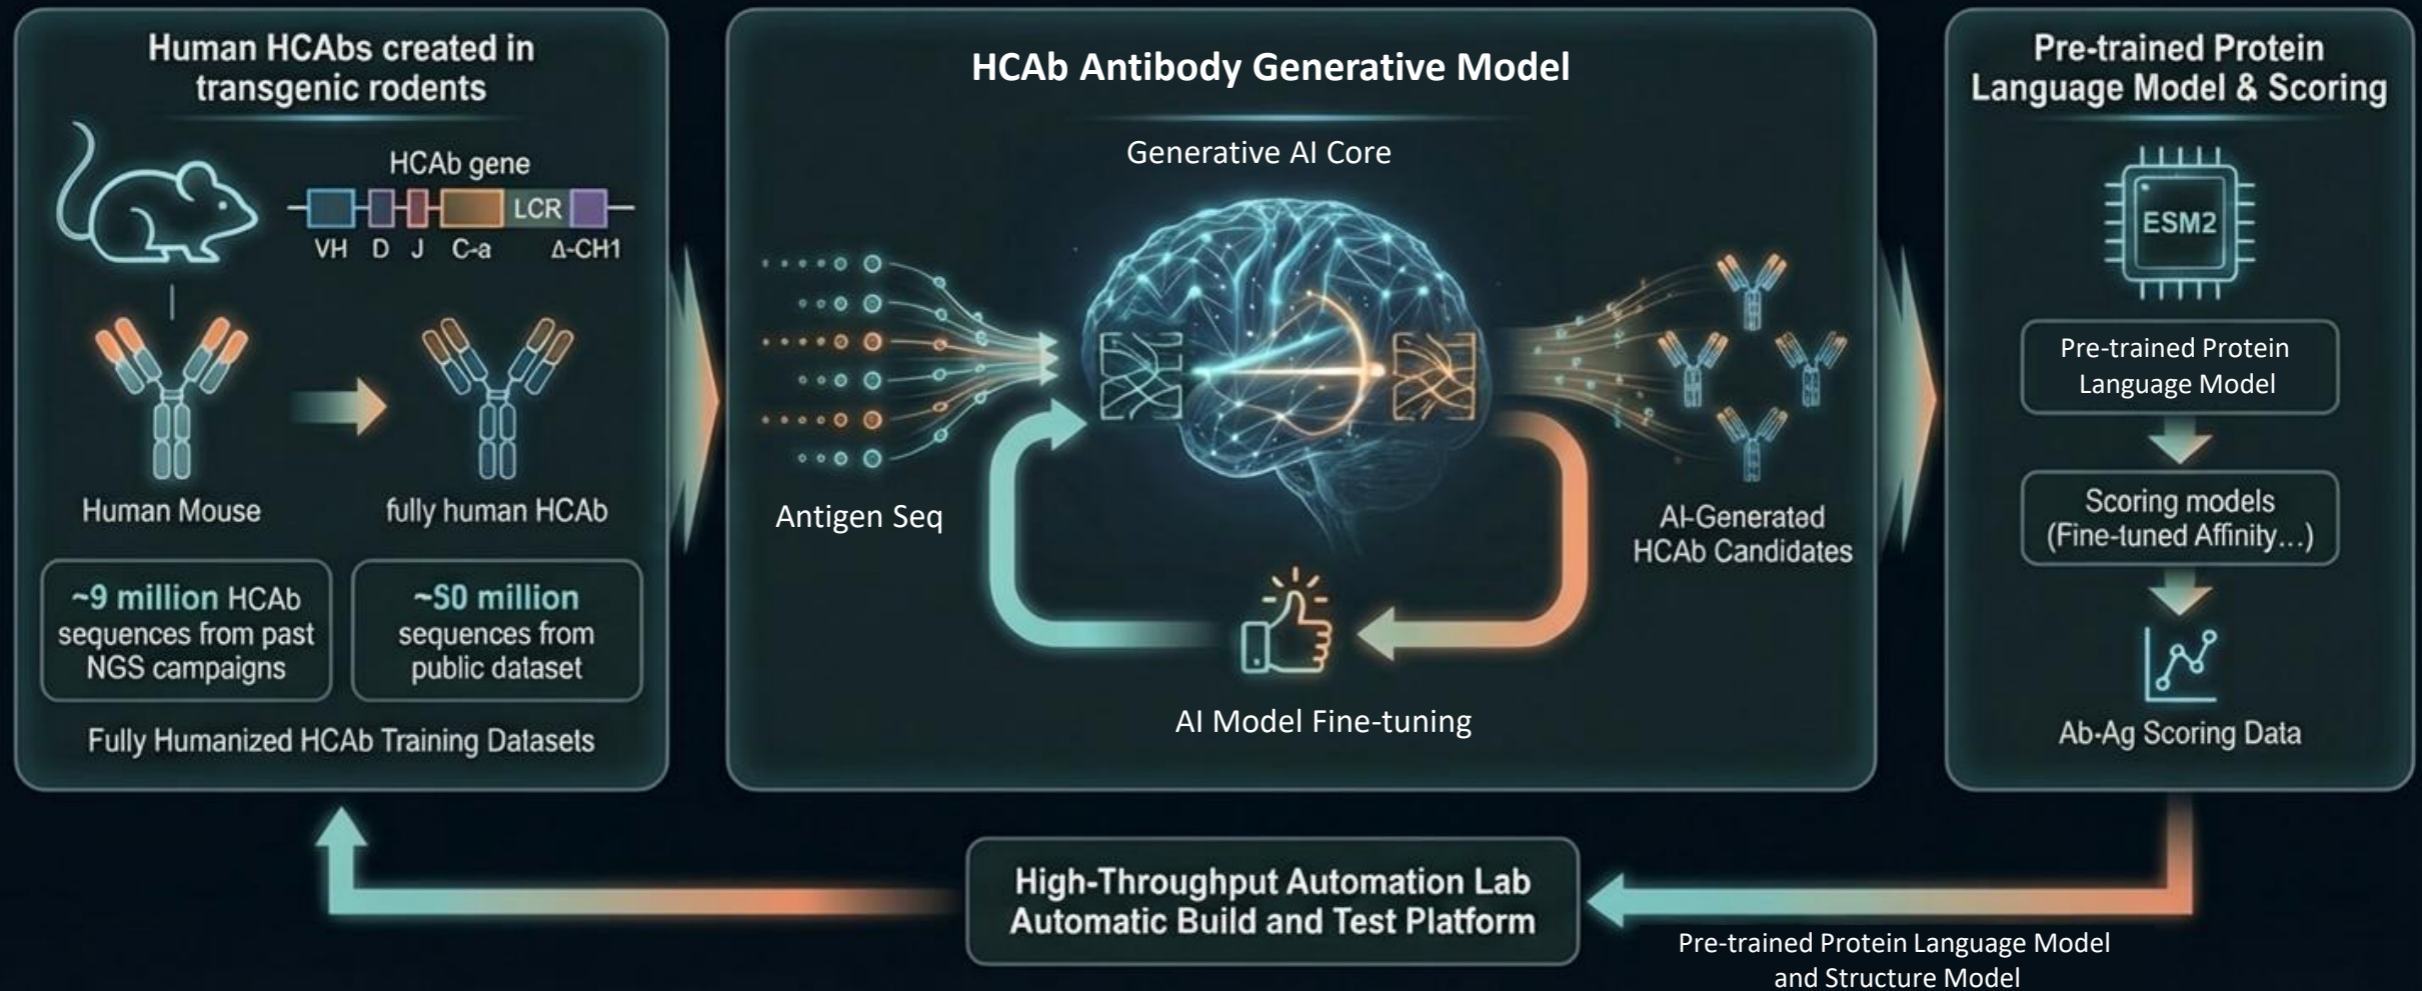 Human HCAbs created in
transgenic rodents
HCAb gene
LCR
VH D J C-a Δ-CH1
Human Mouse
fully human HCAb
~9 million HCAb
sequences from past
NGS campaigns
~S0 million
sequences from
public dataset
Fully Humanized HCAb Training Datasets
HCAb Antibody Generative Model
Generative AI Core
Antigen Seq
AI-Generated
HCAb Candidates
AI Model Fine-tuning
Pre-trained Protein
Language Model & Scoring
ESM2
Pre-trained Protein
Language Model
Scoring models
(Fine-tuned Affinity...)
Ab-Ag Scoring Data
High-Throughput Automation Lab
Automatic Build and Test Platform
Pre-trained Protein Language Model
and Structure Model